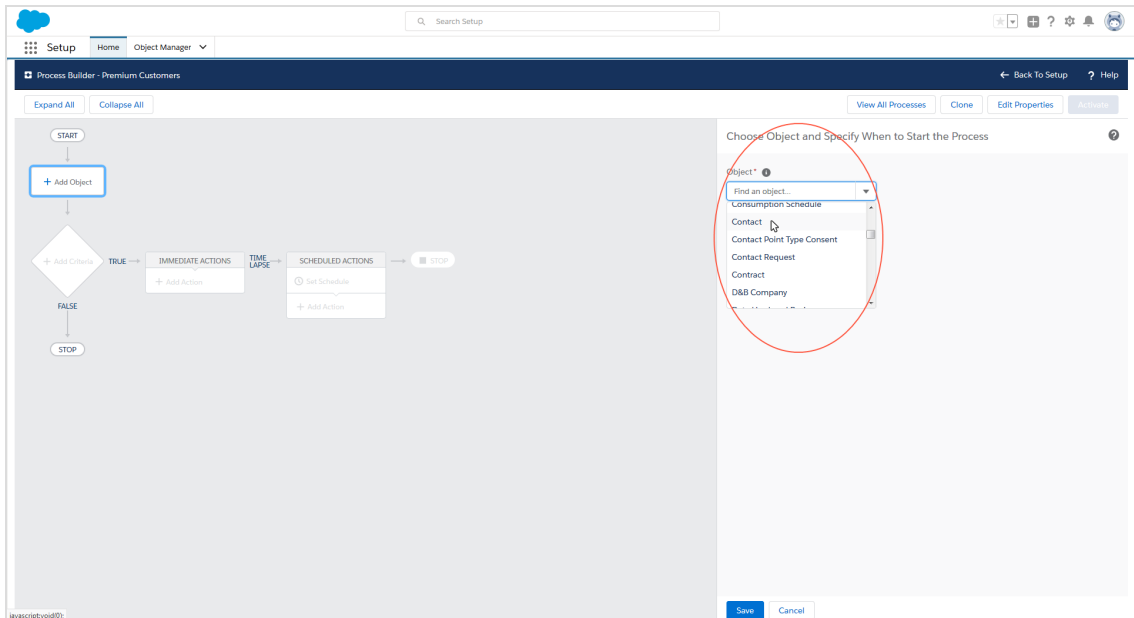 Search Setup
Setup Home Object Manager
Process Builder - Premium Customers
Back To Setup ? Help
Expand All Collapse All
View All Processes Clone Edit Properties Activate
START
Choose Object and Specify When to Start the Process
+ Add Object
Object*
Find an object...
Consumption Schedule
Contact
Contact Point Type Consent
Contact Request
Contract
D&B Company
+ Add Criteria
TRUE
IMMEDIATE ACTIONS
+ Add Action
TIME
LAPSE
SCHEDULED ACTIONS
Set Schedule
+ Add Action
STOP
FALSE
STOP
Save Cancel
javascript:void(0);